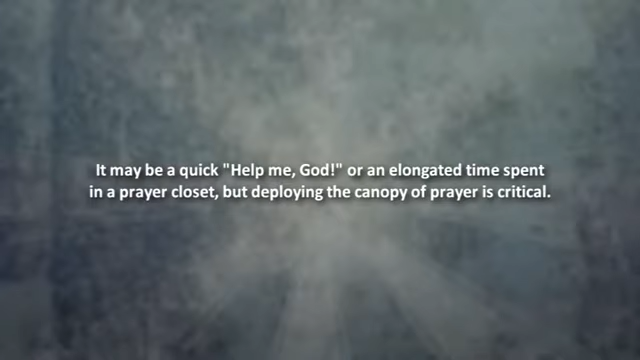 It may be a quick "Help me, God!" or an elongated time spent
in a prayer closet, but deploying the canopy of prayer is critical.